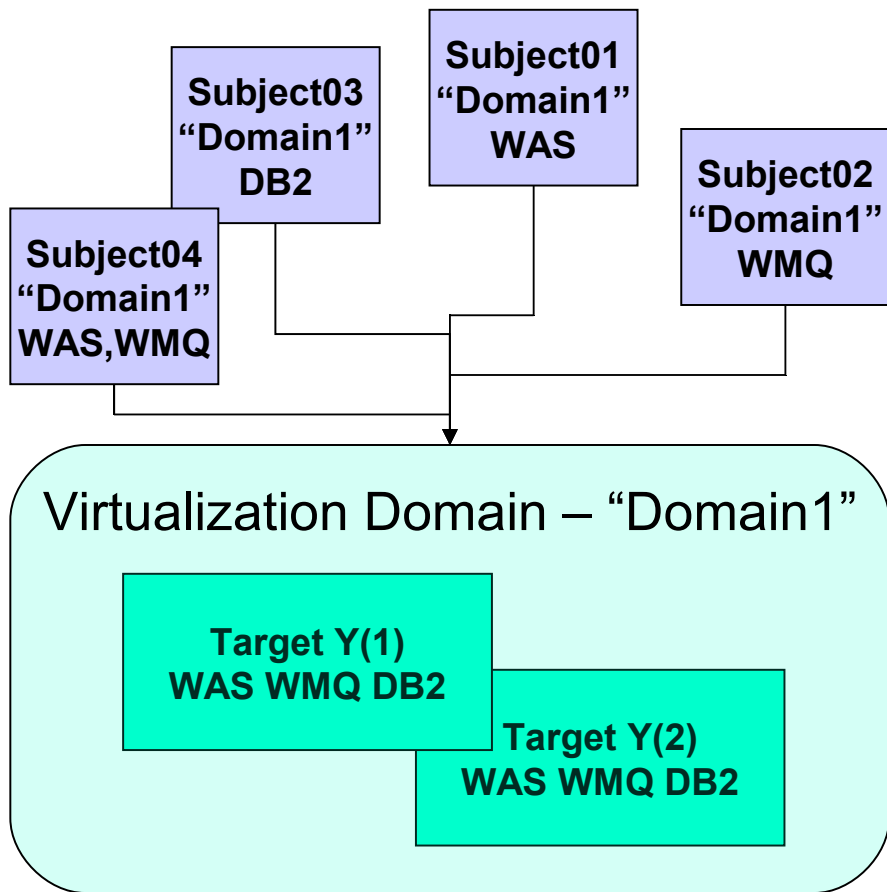 Subject01
“Domain1”
WAS
Subject03
“Domain1”
DB2
Subject02
“Domain1”
WMQ
Subject04
“Domain1”
WAS,WMQ
Virtualization Domain – “Domain1”
Target Y(1)
WAS WMQ DB2
Target Y(2)
WAS WMQ DB2